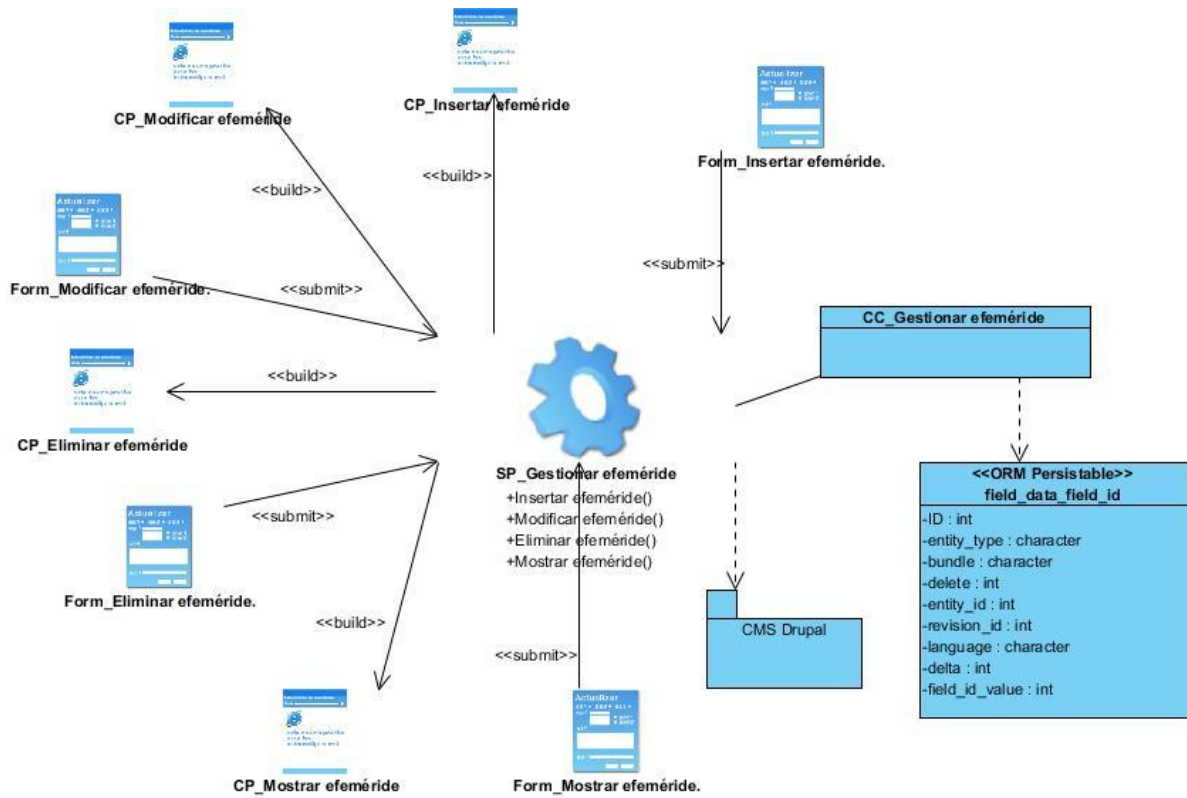 CP_Modificar efeméride
CP_Insertar efeméride
Actualizar
Form_Insertar efeméride.
<<build>>
<<build>>
Actualizar
Form_Modificar efeméride.
<<submit>>
<<submit>>
CC_Gestionar efeméride
<<build>>
CP_Eliminar efeméride
SP_Gestionar efeméride
+Insertar efeméride()
+Modificar efeméride()
+Eliminar efeméride()
+Mostrar efeméride()
<<ORM Persistable>>
field_data_field_id
-ID : int
-entity_type : character
-bundle : character
-delete : int
-entity_id : int
-revision_id : int
-language : character
-delta : int
-field_id_value : int
Actualizar
<<submit>>
Form_Eliminar efeméride.
<<build>>
CMS Drupal
<<submit>>
CP_Mostrar efeméride
Actualizar
Form_Mostrar efeméride.